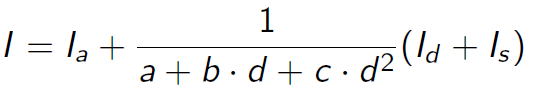 I = I_a + \frac{1}{a + b \cdot d + c \cdot d^2}(I_d + I_s)